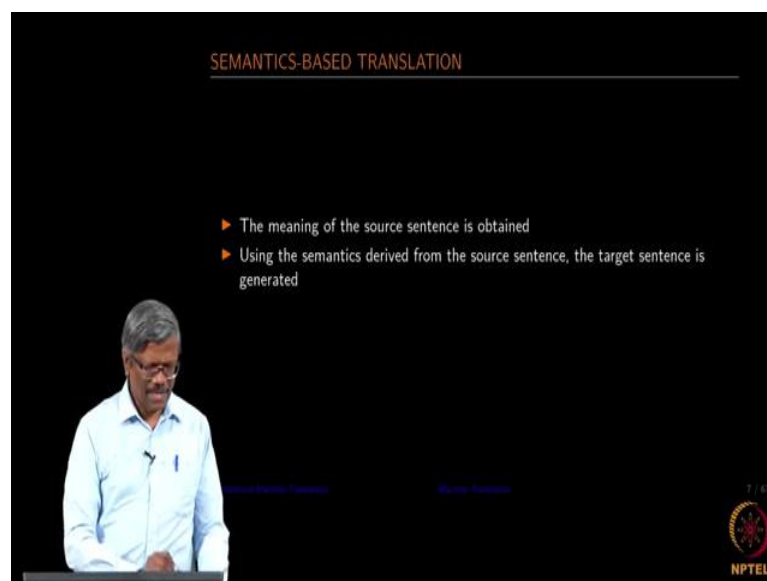 SEMANTICS-BASED TRANSLATION
The meaning of the source sentence is obtained
Using the semantics derived from the source sentence, the target sentence is
generated
NPTEL